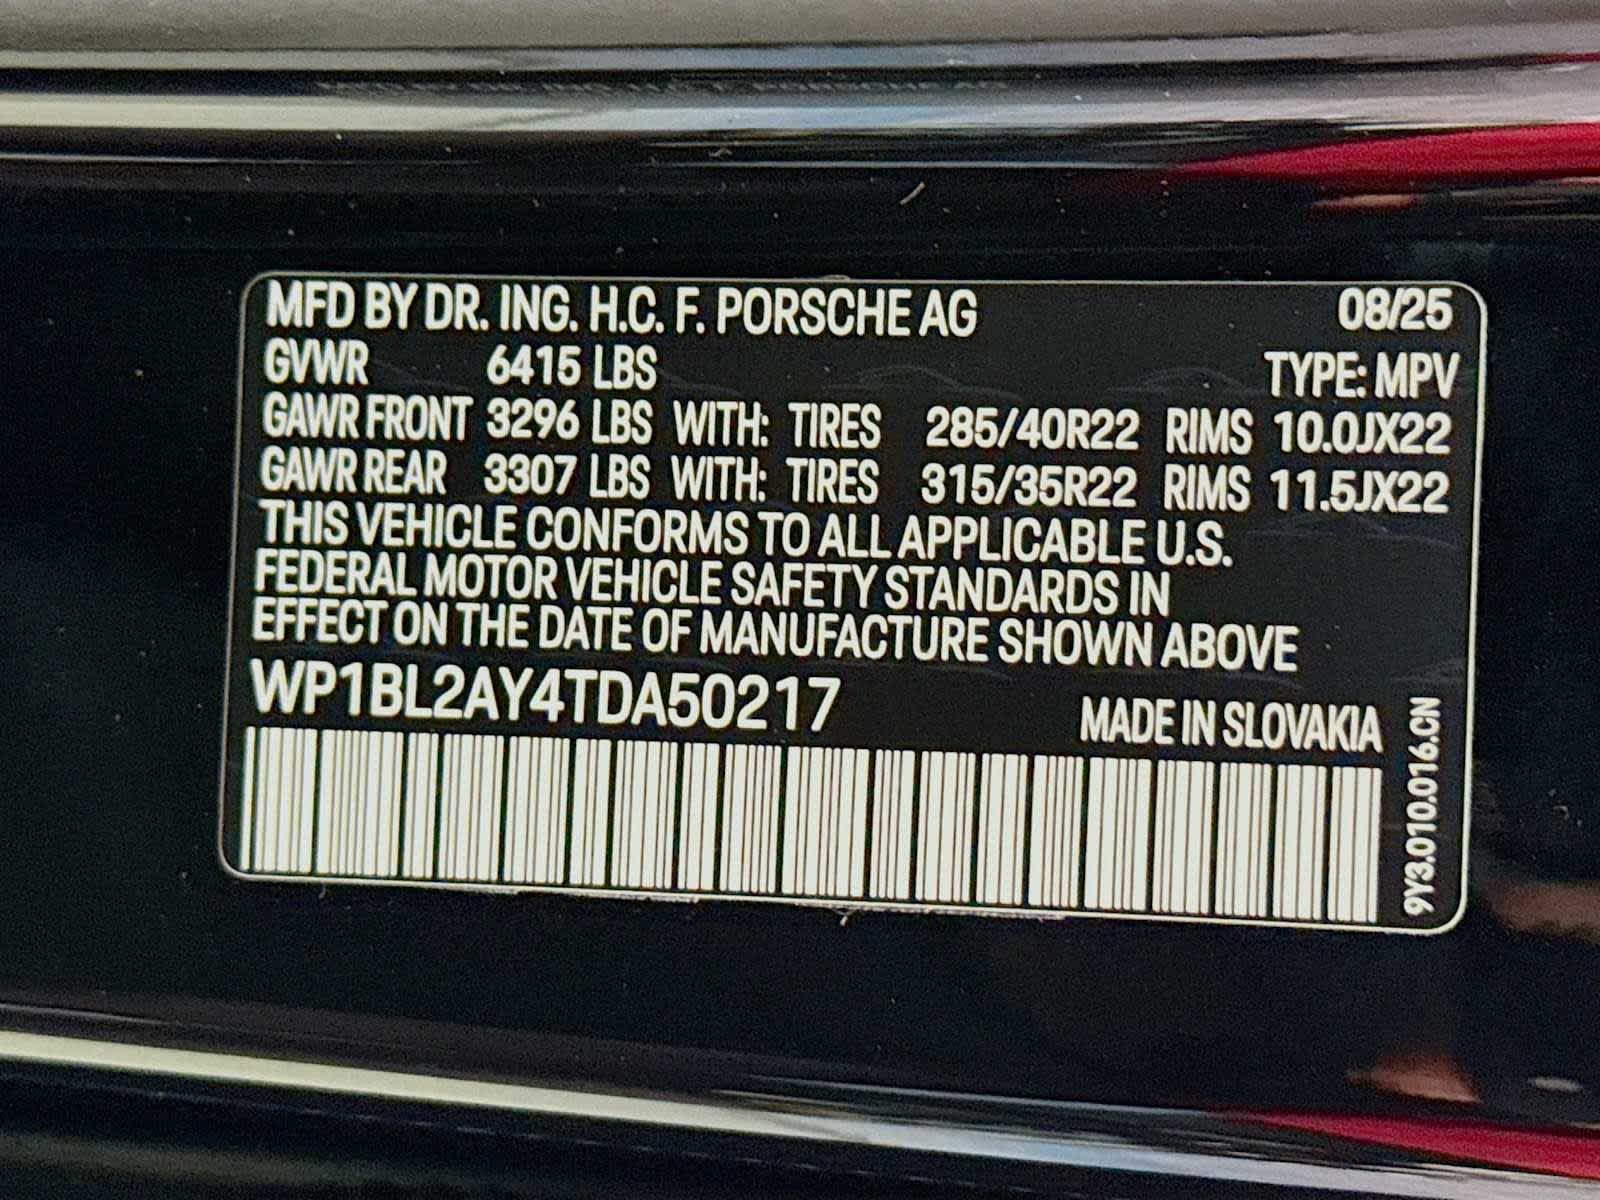 MFD BY DR. ING. H.C. F. PORSCHE AG 08/25
GVWR 6415 LBS TYPE: MPV
GAWR FRONT 3296 LBS WITH: TIRES 285/40R22 RIMS 10.0JX22
GAWR REAR 3307 LBS WITH: TIRES 315/35R22 RIMS 11.5JX22
THIS VEHICLE CONFORMS TO ALL APPLICABLE U.S.
FEDERAL MOTOR VEHICLE SAFETY STANDARDS IN
EFFECT ON THE DATE OF MANUFACTURE SHOWN ABOVE
WP1BL2AY4TDA50217
MADE IN SLOVAKIA
9Y3.010.016.CN